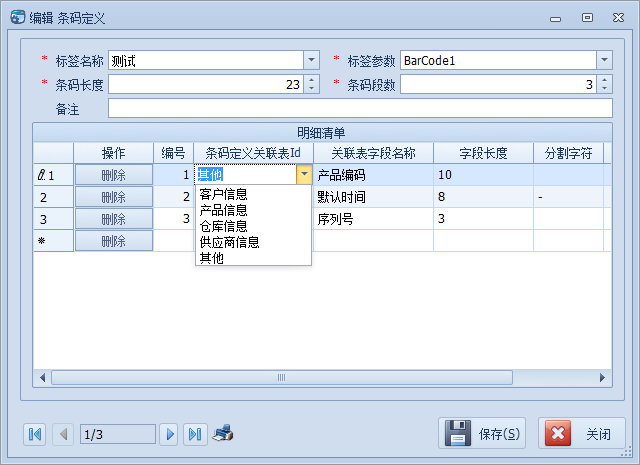 编辑 条码定义
* 标签名称 测试 * 标签参数 BarCode1
* 条码长度 23 * 条码段数 3
备注
明细清单
操作 编号 条码定义关联表Id 关联表字段名称 字段长度 分割字符
1 删除 1 其他 产品编码 10
2 删除 2 默认时间 8 -
3 删除 3 序列号 3
* 删除
客户信息
产品信息
仓库信息
供应商信息
其他
1/3 保存(S) 关闭